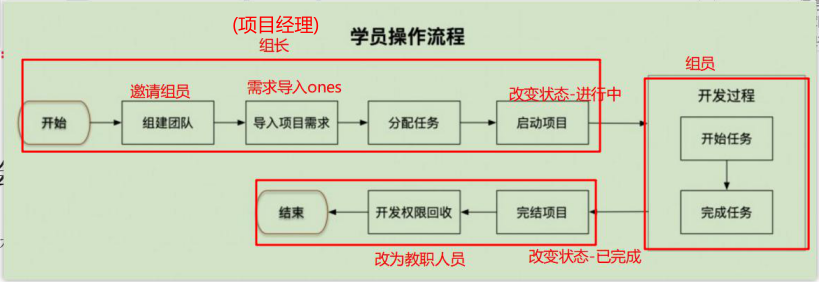 (项目经理)
组长
学员操作流程
邀请组员
需求导入ones
改变状态-进行中
组员
开始
组建团队
导入项目需求
分配任务
启动项目
开发过程
开始任务
完成任务
结束
开发权限回收
完结项目
改为教职人员
改变状态-已完成